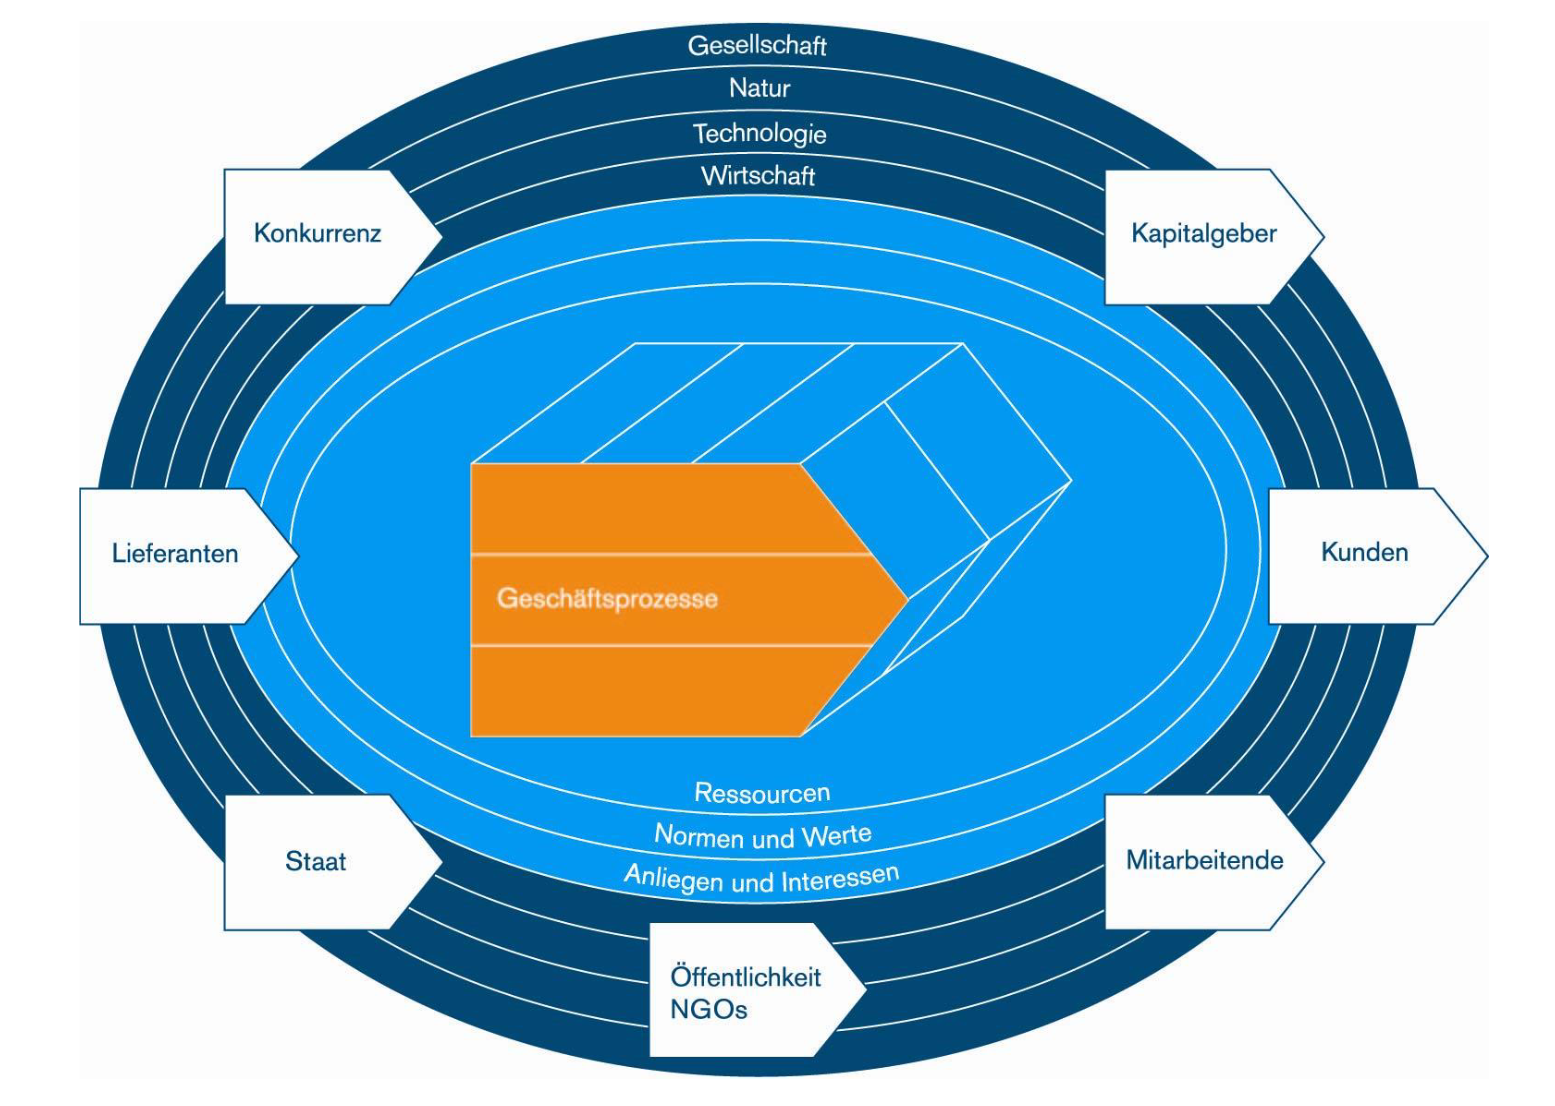 Gesellschaft
Natur
Technologie
Wirtschaft
Konkurrenz
Kapitalgeber
Lieferanten
Kunden
Geschäftsprozesse
Ressourcen
Normen und Werte
Anliegen und Interessen
Staat
Mitarbeitende
Öffentlichkeit
NGOs